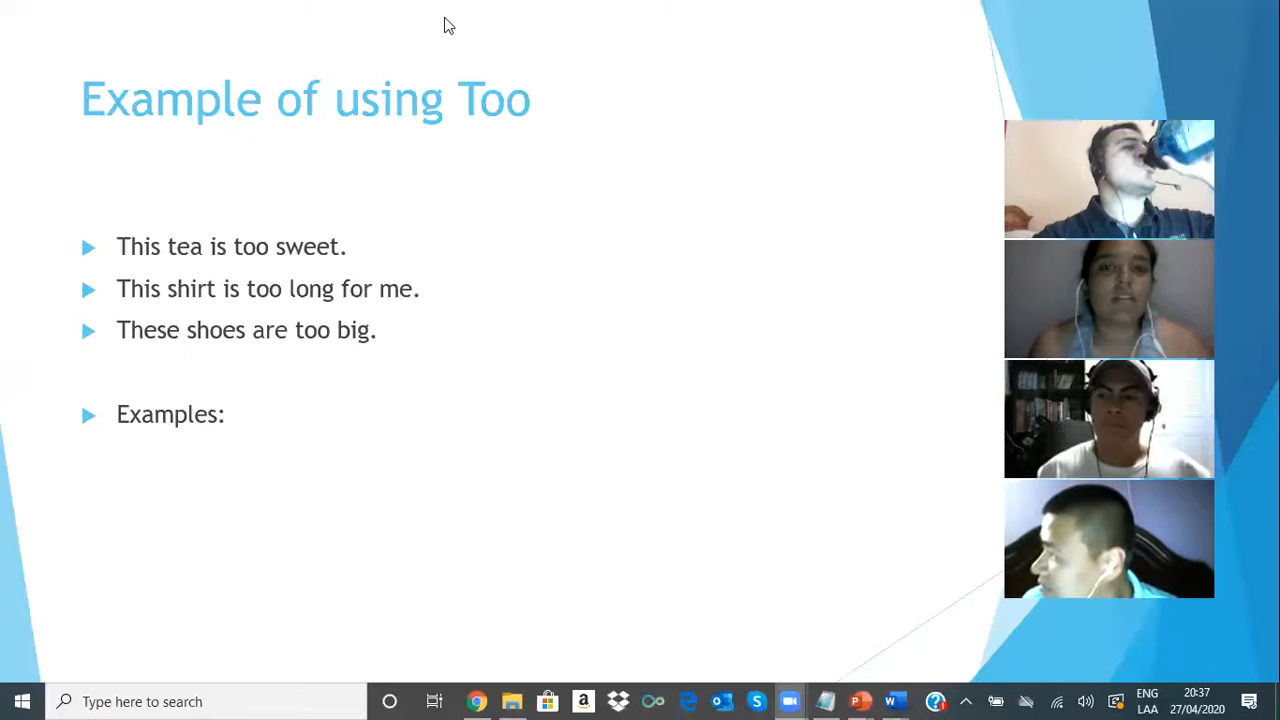 Example of using Too
This tea is too sweet.
This shirt is too long for me.
These shoes are too big.
Examples:
Type here to search
ENG
LAA
20:37
27/04/2020